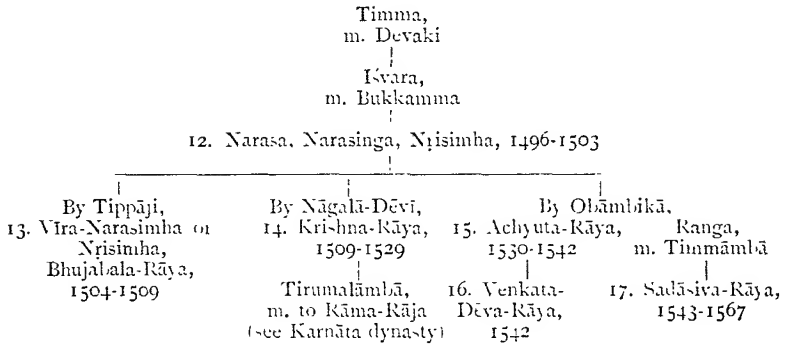 Timma,
m. Dēvaki
Īśvara,
m. Bukkamma
12. Narasa, Narasinga, Nṛisimha, 1496-1503
By Tippāji,
13. Vīra-Narasimha or
Nṛisimha,
Bhujabala-Rāya,
1504-1509
By Nāgalā-Dēvī,
14. Krishna-Rāya,
1509-1529
Tirumalāmbā,
m. to Rāma-Rāja
(see Karnāta dynasty)
By Obāmbikā,
15. Achyuta-Rāya,
1530-1542
16. Venkata-
Dēva-Rāya,
1542
Ranga,
m. Timmāmbā
17. Sadāsiva-Rāya,
1543-1567